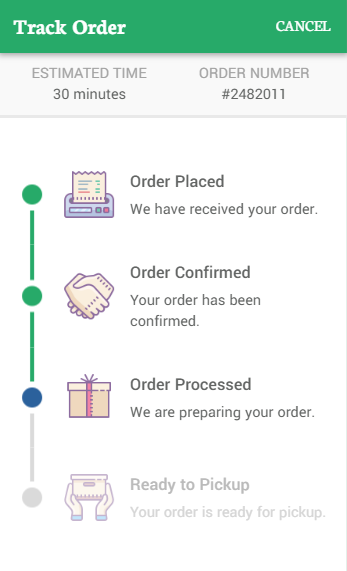 Track Order
CANCEL
ESTIMATED TIME
ORDER NUMBER
30 minutes
#2482011
Order Placed
We have received your order.
Order Confirmed
Your order has been
confirmed.
Order Processed
We are preparing your order.
Ready to Pickup
Your order is ready for pickup.